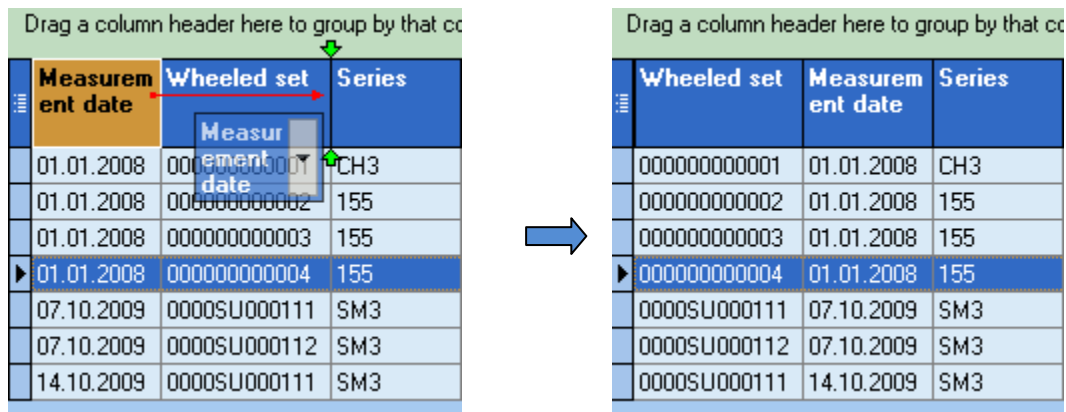 Drag a column header here to group by that co
Measurem Wheeled set Series
ent date
Measur
ement
date
01.01.2008 000000000001 CH3
01.01.2008 000000000002 155
01.01.2008 000000000003 155
01.01.2008 000000000004 155
07.10.2009 0000SU000111 SM3
07.10.2009 0000SU000112 SM3
14.10.2009 0000SU000111 SM3
Drag a column header here to group by that co
Wheeled set Measurem Series
ent date
000000000001 01.01.2008 CH3
000000000002 01.01.2008 155
000000000003 01.01.2008 155
000000000004 01.01.2008 155
0000SU000111 07.10.2009 SM3
0000SU000112 07.10.2009 SM3
0000SU000111 14.10.2009 SM3